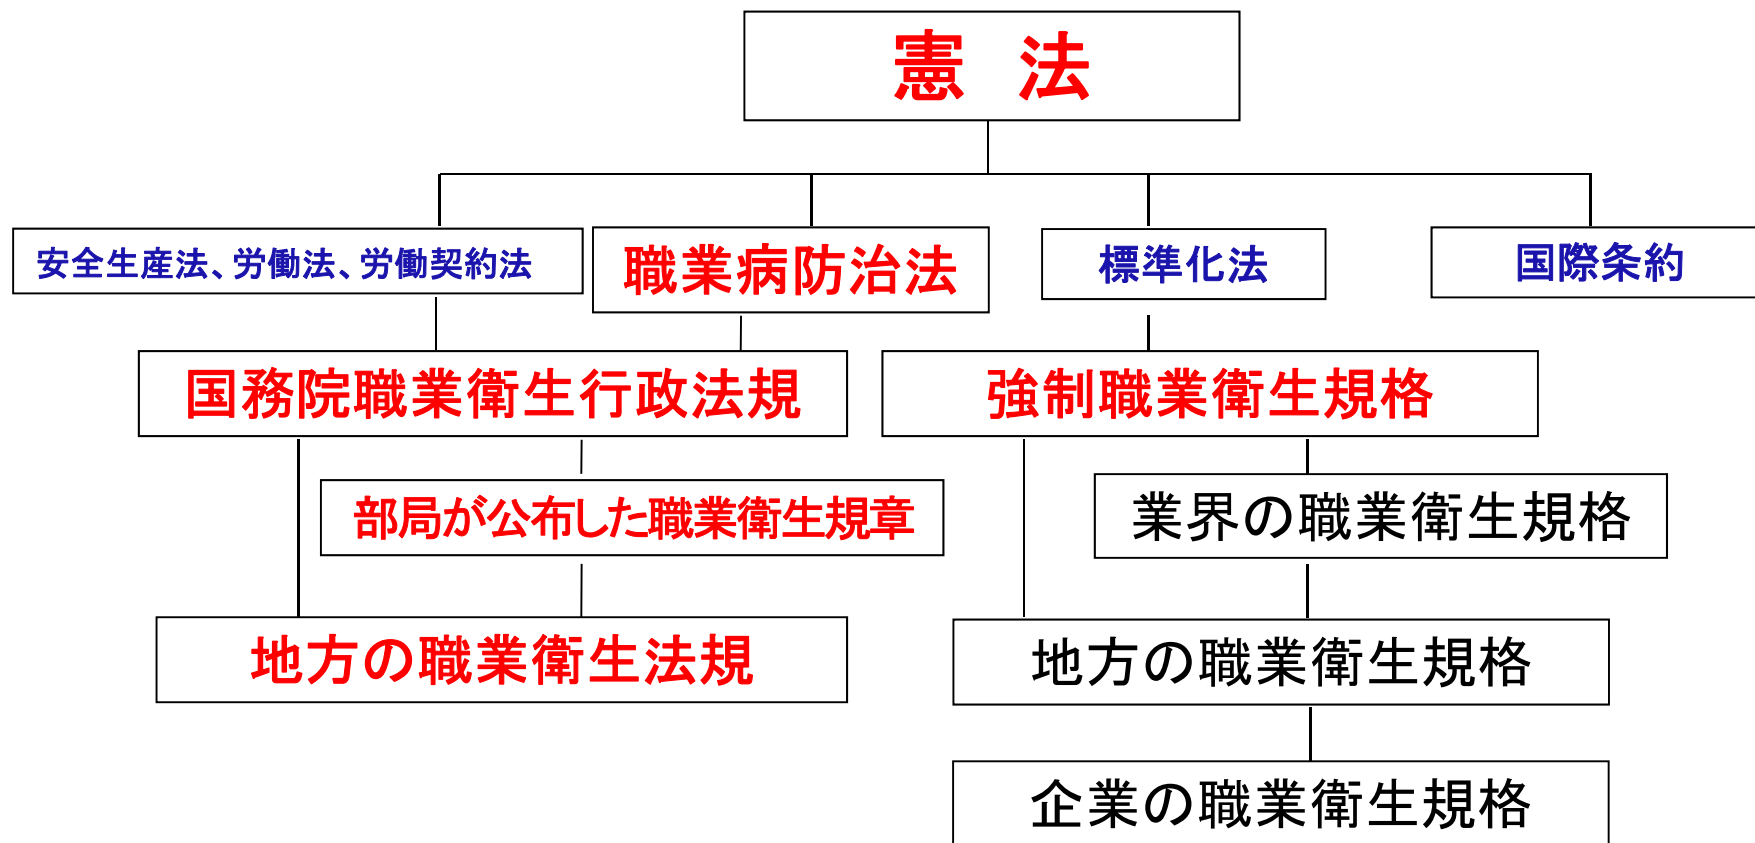 憲　法
安全生産法、労働法、労働契約法
職業病防治法
標準化法
国際条約
国務院職業衛生行政法規
強制職業衛生規格
部局が公布した職業衛生規章
業界の職業衛生規格
地方の職業衛生法規
地方の職業衛生規格
企業の職業衛生規格